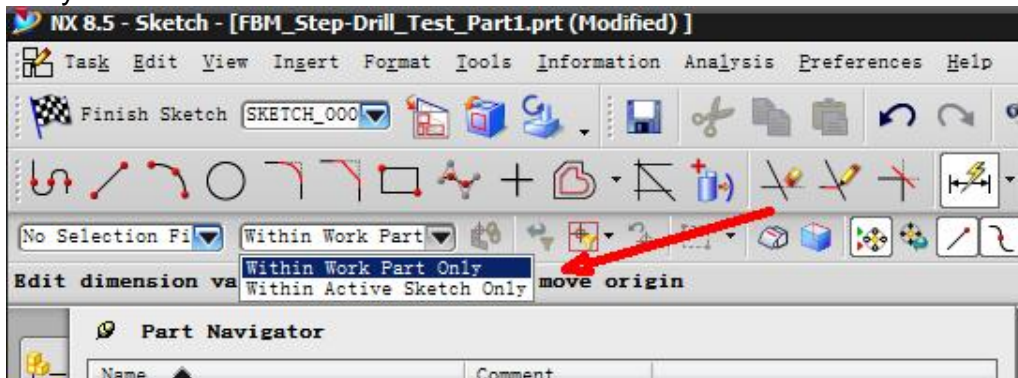 NX 8.5 - Sketch - [FBM_Step-Drill_Test_Part1.prt (Modified) ]
Task Edit View Insert Format Tools Information Analysis Preferences Help
Finish Sketch SKETCH_000
No Selection Fi Within Work Part
Within Work Part Only
Within Active Sketch Only
Edit dimension va move origin
Part Navigator
Name Comment